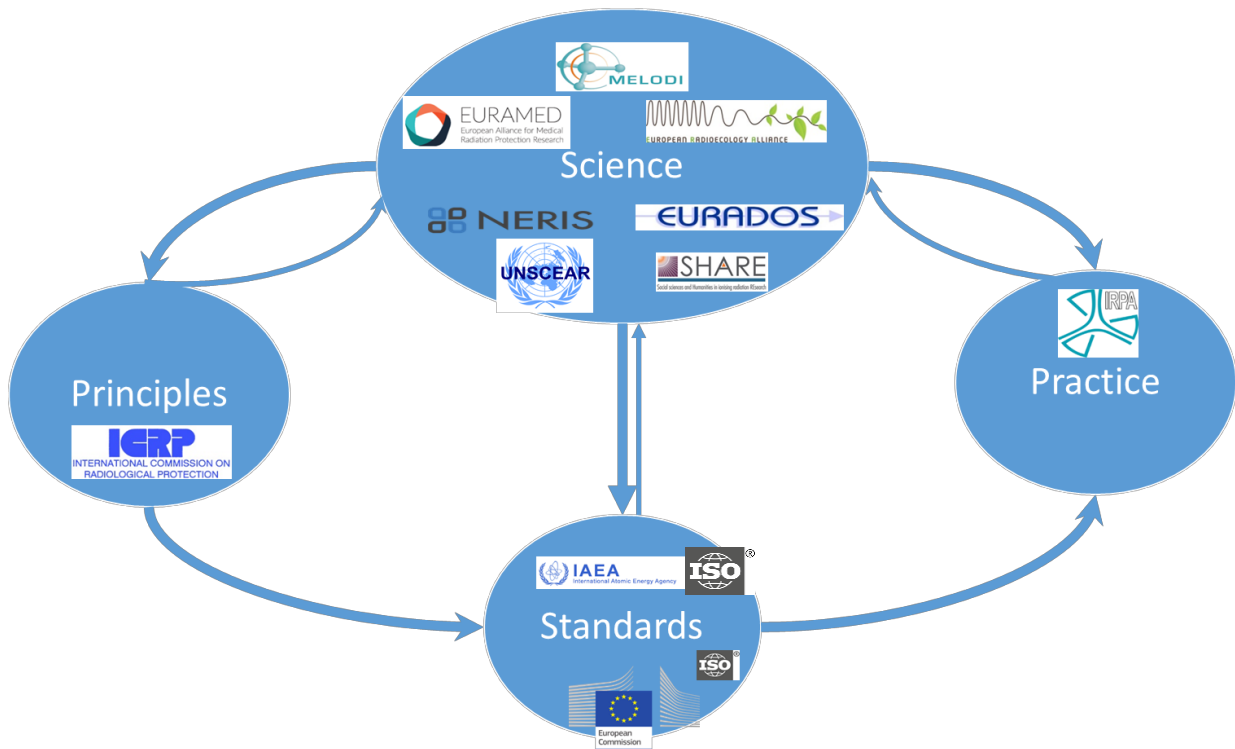 MELODI
EURAMED
European Alliance for Medical
Radiation Protection Research
EUROPEAN RADIOECOLOGY ALLIANCE
Science
NERIS
EURADOS
UNSCEAR
SHARE
Social sciences and Humanities in ionising radiation REsearch
Principles
ICRP
INTERNATIONAL COMMISSION ON
RADIOLOGICAL PROTECTION
IRPA
Practice
IAEA
International Atomic Energy Agency
ISO®
Standards
ISO®
European
Commission